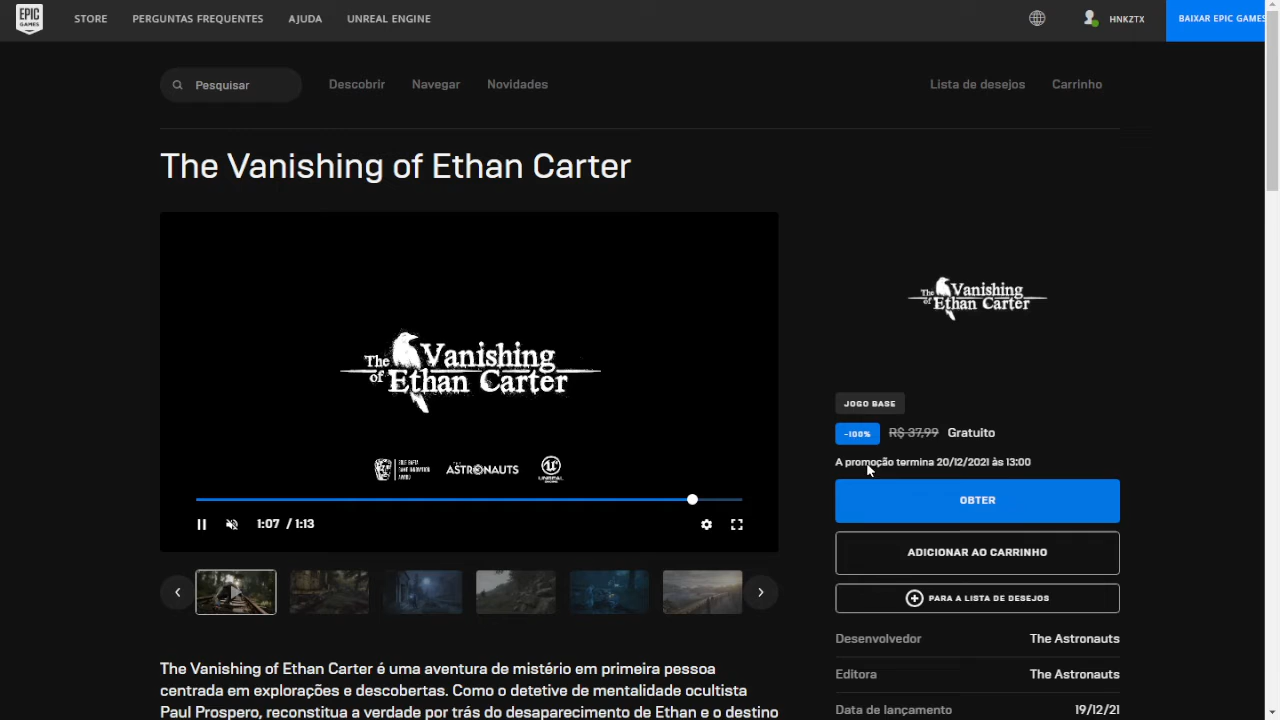 EPIC GAMES
STORE
PERGUNTAS FREQUENTES
AJUDA
UNREAL ENGINE
HNKZTX
BAIXAR EPIC GAMES
Pesquisar
Descobrir
Navegar
Novidades
Lista de desejos
Carrinho
The Vanishing of Ethan Carter
The Vanishing
of Ethan Carter
ASTRONAUTS
UNREAL
1:07 / 1:13
The Vanishing
of Ethan Carter
JOGO BASE
-100% R$ 37,99 Gratuito
A promoção termina 20/12/2021 às 13:00
OBTER
ADICIONAR AO CARRINHO
PARA A LISTA DE DESEJOS
Desenvolvedor The Astronauts
Editora The Astronauts
Data de lançamento 19/12/21
The Vanishing of Ethan Carter é uma aventura de mistério em primeira pessoa
centrada em explorações e descobertas. Como o detetive de mentalidade ocultista
Paul Prospero, reconstitua a verdade por trás do desaparecimento de Ethan e o destino